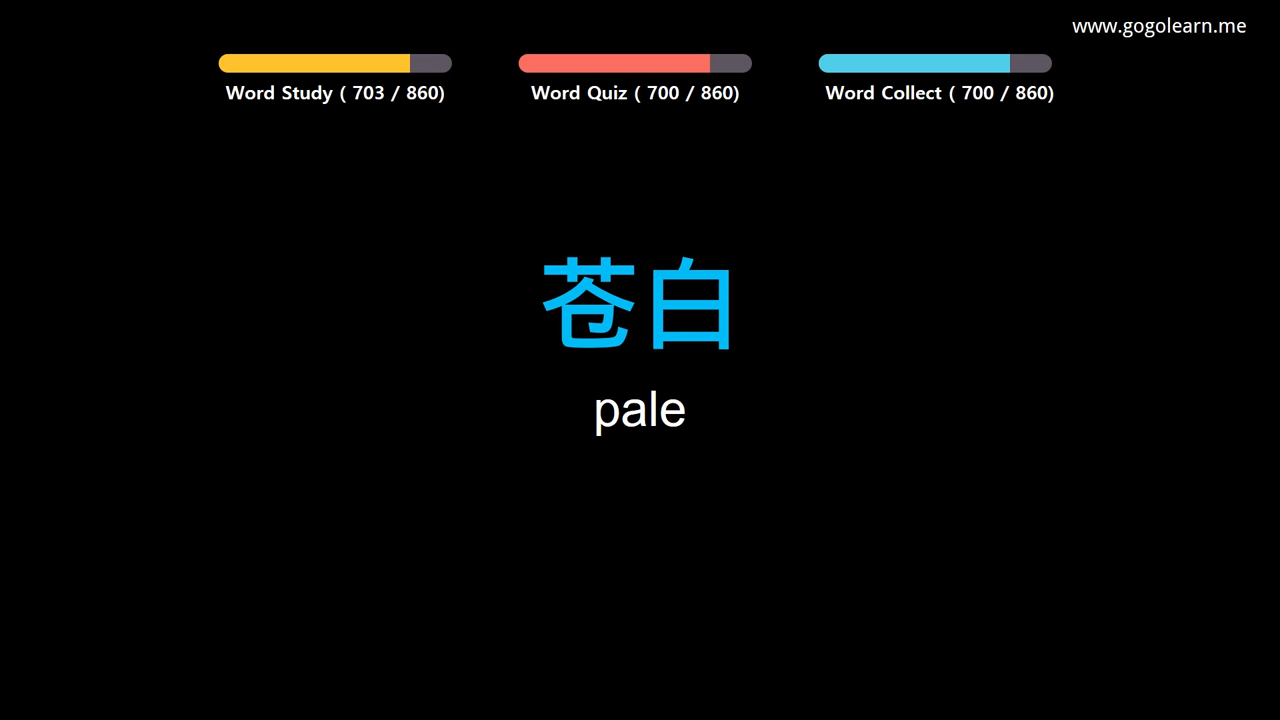 www.gogolearn.me
Word Study ( 703 / 860)
Word Quiz ( 700 / 860)
Word Collect ( 700 / 860)
苍白
pale